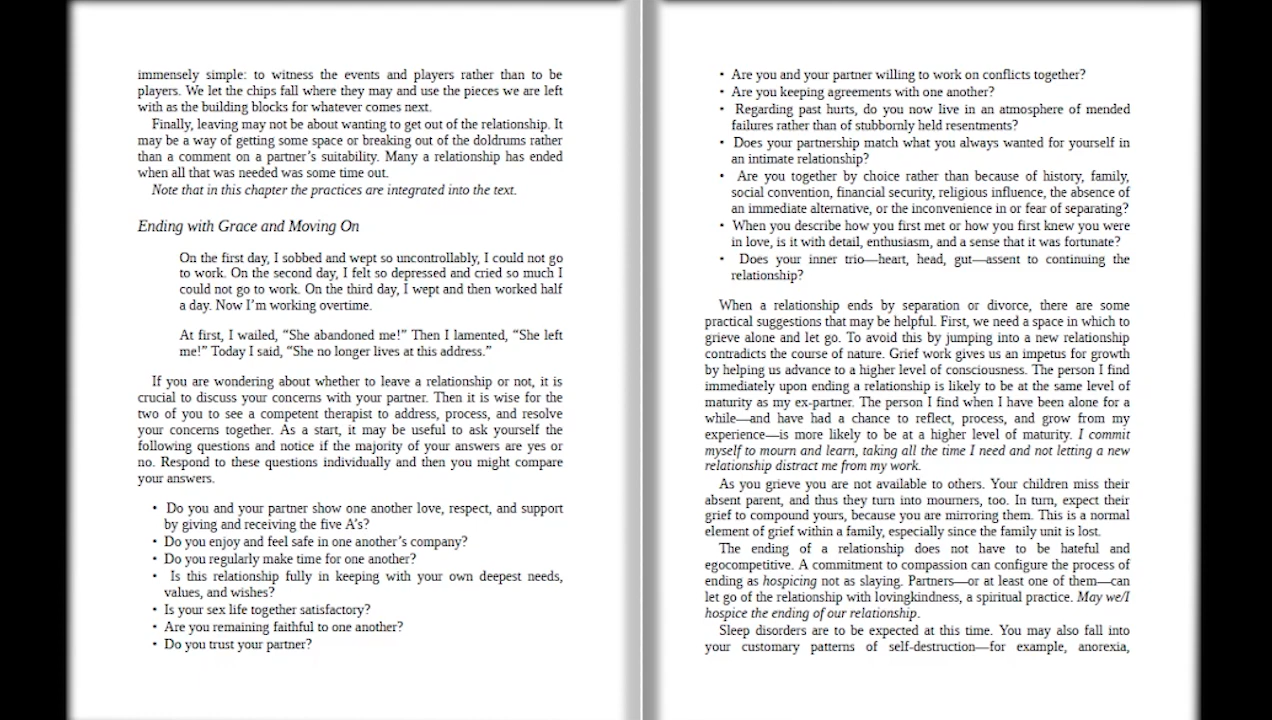 immensely simple: to witness the events and players rather than to be
players. We let the chips fall where they may and use the pieces we are left
with as the building blocks for whatever comes next.
Finally, leaving may not be about wanting to get out of the relationship. It
may be a way of getting some space or breaking out of the doldrums rather
than a comment on a partner’s suitability. Many a relationship has ended
when all that was needed was some time out.
Note that in this chapter the practices are integrated into the text.
Ending with Grace and Moving On
On the first day, I sobbed and wept so uncontrollably, I could not go
to work. On the second day, I felt so depressed and cried so much I
could not go to work. On the third day, I wept and then worked half
a day. Now I’m working overtime.
At first, I wailed, “She abandoned me!” Then I lamented, “She left
me!” Today I said, “She no longer lives at this address.”
If you are wondering about whether to leave a relationship or not, it is
crucial to discuss your concerns with your partner. Then it is wise for the
two of you to see a competent therapist to address, process, and resolve
your concerns together. As a start, it may be useful to ask yourself the
following questions and notice if the majority of your answers are yes or
no. Respond to these questions individually and then you might compare
your answers.
• Do you and your partner show one another love, respect, and support
by giving and receiving the five A’s?
• Do you enjoy and feel safe in one another’s company?
• Do you regularly make time for one another?
• Is this relationship fully in keeping with your own deepest needs,
values, and wishes?
• Is your sex life together satisfactory?
• Are you remaining faithful to one another?
• Do you trust your partner?
• Are you and your partner willing to work on conflicts together?
• Are you keeping agreements with one another?
• Regarding past hurts, do you now live in an atmosphere of mended
failures rather than of stubbornly held resentments?
• Does your partnership match what you always wanted for yourself in
an intimate relationship?
• Are you together by choice rather than because of history, family,
social convention, financial security, religious influence, the absence of
an immediate alternative, or the inconvenience in or fear of separating?
• When you describe how you first met or how you first knew you were
in love, is it with detail, enthusiasm, and a sense that it was fortunate?
• Does your inner trio—heart, head, gut—assent to continuing the
relationship?
When a relationship ends by separation or divorce, there are some
practical suggestions that may be helpful. First, we need a space in which to
grieve alone and let go. To avoid this by jumping into a new relationship
contradicts the course of nature. Grief work gives us an impetus for growth
by helping us advance to a higher level of consciousness. The person I find
immediately upon ending a relationship is likely to be at the same level of
maturity as my ex-partner. The person I find when I have been alone for a
while—and have had a chance to reflect, process, and grow from my
experience—is more likely to be at a higher level of maturity. I commit
myself to mourn and learn, taking all the time I need and not letting a new
relationship distract me from my work.
As you grieve you are not available to others. Your children miss their
absent parent, and thus they turn into mourners, too. In turn, expect their
grief to compound yours, because you are mirroring them. This is a normal
element of grief within a family, especially since the family unit is lost.
The ending of a relationship does not have to be hateful and
egocompetitive. A commitment to compassion can configure the process of
ending as hospicing not as slaying. Partners—or at least one of them—can
let go of the relationship with lovingkindness, a spiritual practice. May we/I
hospice the ending of our relationship.
Sleep disorders are to be expected at this time. You may also fall into
your customary patterns of self-destruction—for example, anorexia,